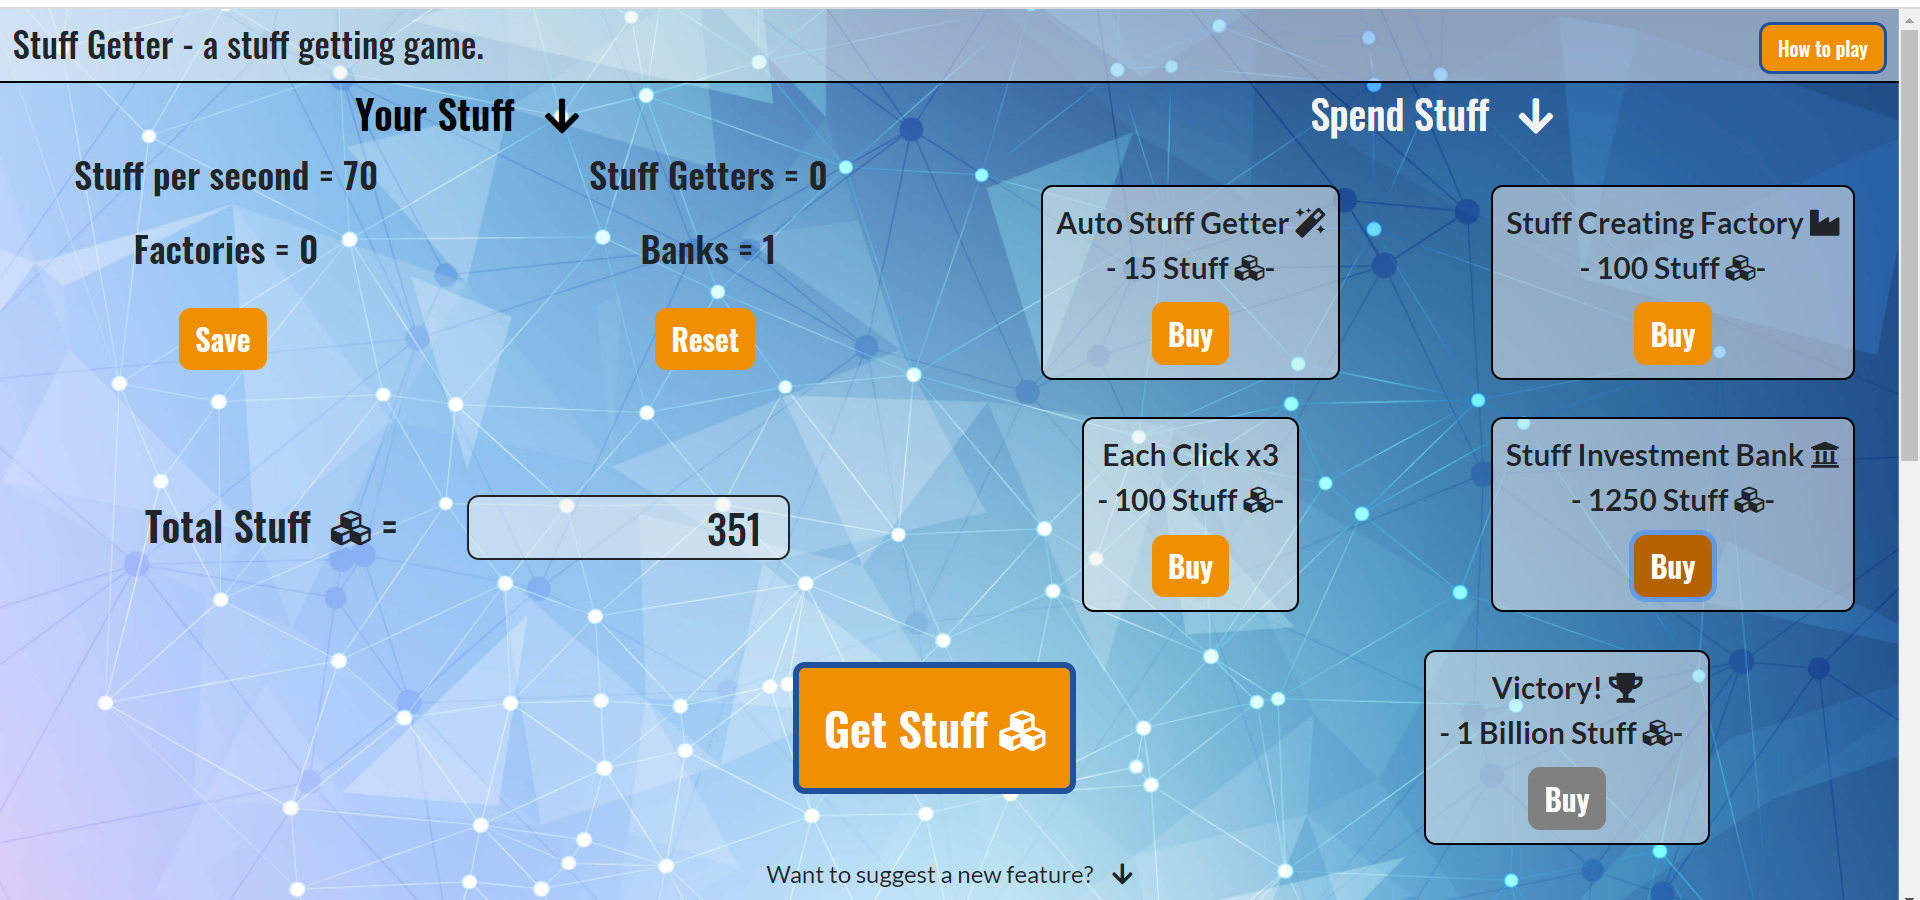 Stuff Getter - a stuff getting game.
How to play
Your Stuff
Stuff per second = 70
Stuff Getters = 0
Factories = 0
Banks = 1
Save
Reset
Total Stuff =
351
Spend Stuff
Auto Stuff Getter
- 15 Stuff -
Buy
Stuff Creating Factory
- 100 Stuff -
Buy
Each Click x3
- 100 Stuff -
Buy
Stuff Investment Bank
- 1250 Stuff -
Buy
Victory!
- 1 Billion Stuff -
Buy
Get Stuff
Want to suggest a new feature?